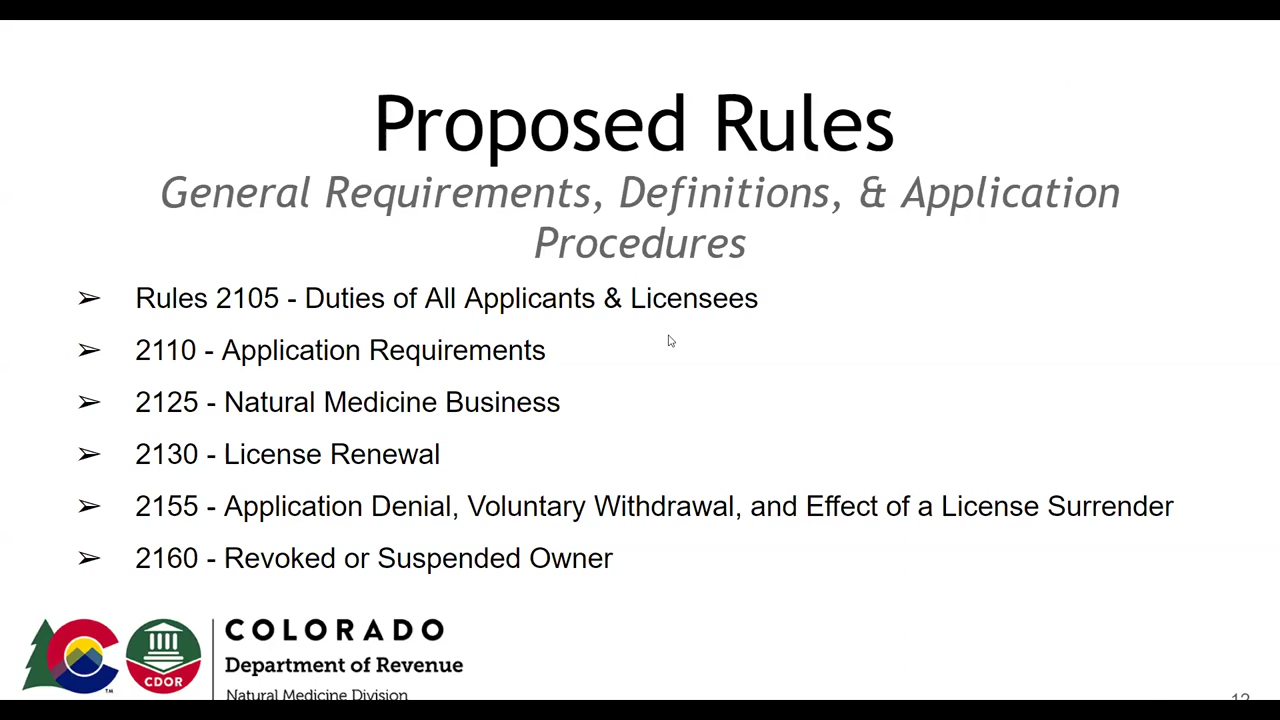 Proposed Rules
General Requirements, Definitions, & Application
Procedures
➢ Rules 2105 - Duties of All Applicants & Licensees
➢ 2110 - Application Requirements
➢ 2125 - Natural Medicine Business
➢ 2130 - License Renewal
➢ 2155 - Application Denial, Voluntary Withdrawal, and Effect of a License Surrender
➢ 2160 - Revoked or Suspended Owner
COLORADO
Department of Revenue
CDOR
TM
Natural Medicine Division
12